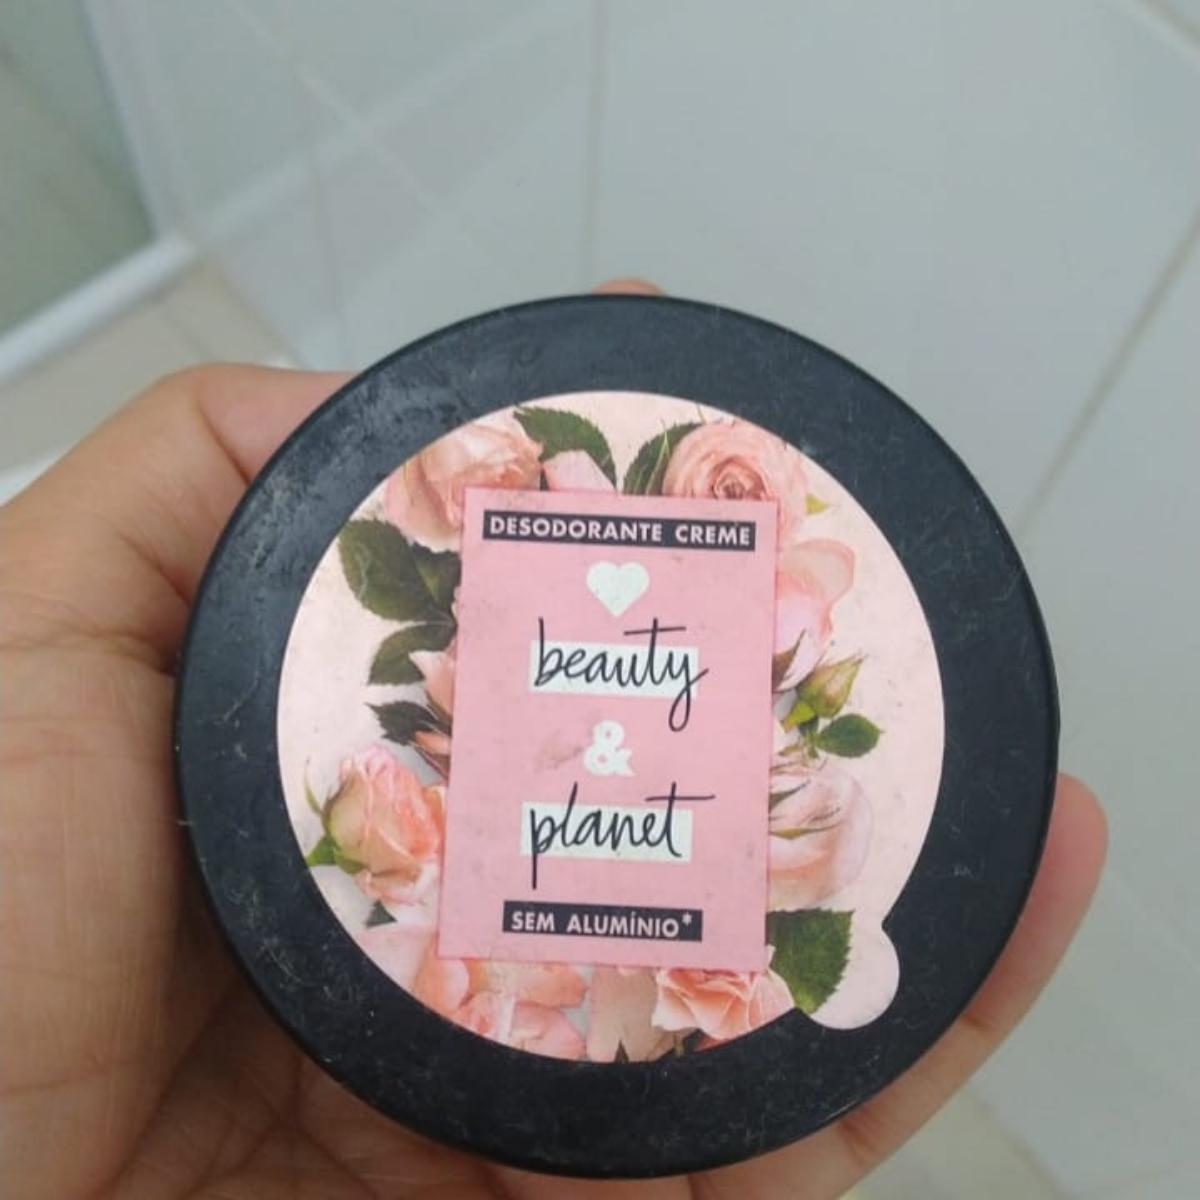 DESODORANTE CREME
beauty
&
planet
SEM ALUMÍNIO*